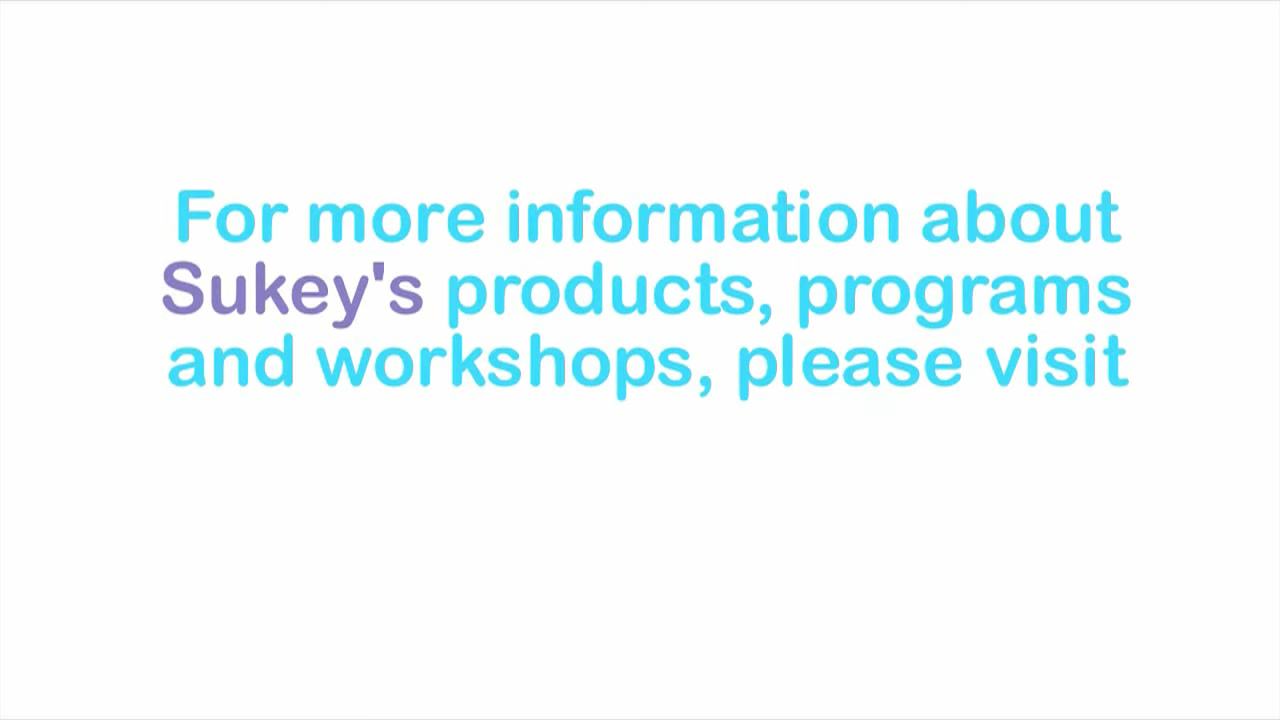 For more information about
Sukey's products, programs
and workshops, please visit